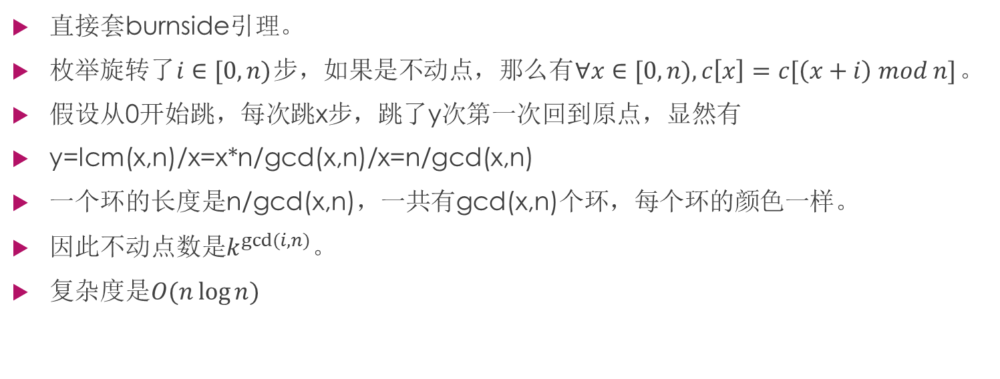 直接套burnside引理。
枚举旋转了i ∈ [0, n)步，如果是不动点，那么有∀x ∈ [0, n), c[x] = c[(x + i) mod n]。
假设从0开始跳，每次跳x步，跳了y次第一次回到原点，显然有
y=lcm(x,n)/x=x*n/gcd(x,n)/x=n/gcd(x,n)
一个环的长度是n/gcd(x,n)，一共有gcd(x,n)个环，每个环的颜色一样。
因此不动点数是k^gcd(i,n)。
复杂度是O(n log n)